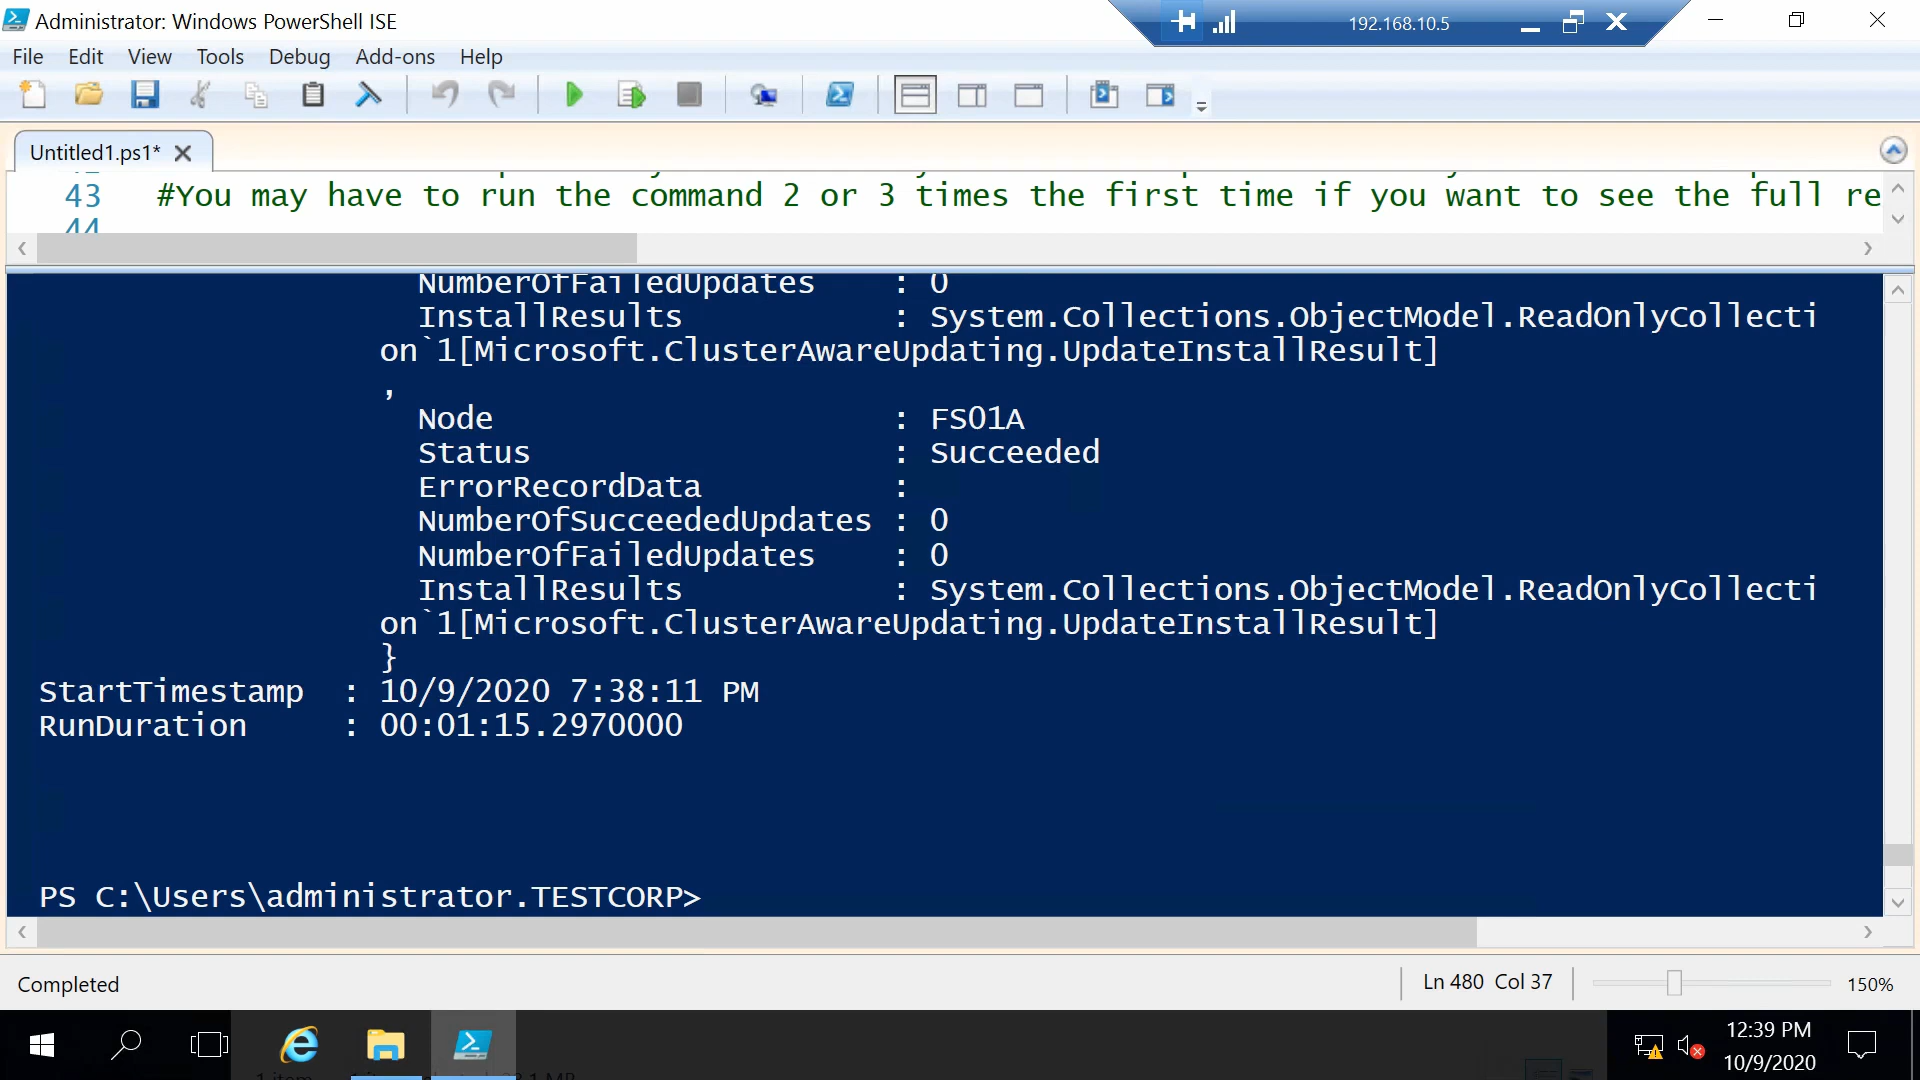 Administrator: Windows PowerShell ISE
192.168.10.5
File Edit View Tools Debug Add-ons Help
Untitled1.ps1*
43 #You may have to run the command 2 or 3 times the first time if you want to see the full re
44
NumberOfFailedUpdates : 0
InstallResults : System.Collections.ObjectModel.ReadOnlyCollecti
on`1[Microsoft.ClusterAwareUpdating.UpdateInstallResult]
,
Node : FS01A
Status : Succeeded
ErrorRecordData :
NumberOfSucceededUpdates : 0
NumberOfFailedUpdates : 0
InstallResults : System.Collections.ObjectModel.ReadOnlyCollecti
on`1[Microsoft.ClusterAwareUpdating.UpdateInstallResult]
}
StartTimestamp : 10/9/2020 7:38:11 PM
RunDuration : 00:01:15.2970000
PS C:\Users\administrator.TESTCORP>
Completed
Ln 480 Col 37
150%
12:39 PM
10/9/2020